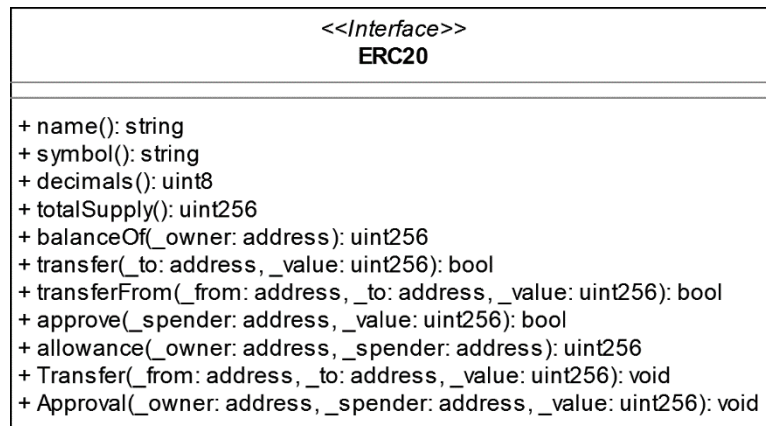 <<Interface>>
ERC20
+ name(): string
+ symbol(): string
+ decimals(): uint8
+ totalSupply(): uint256
+ balanceOf(_owner: address): uint256
+ transfer(_to: address, _value: uint256): bool
+ transferFrom(_from: address, _to: address, _value: uint256): bool
+ approve(_spender: address, _value: uint256): bool
+ allowance(_owner: address, _spender: address): uint256
+ Transfer(_from: address, _to: address, _value: uint256): void
+ Approval(_owner: address, _spender: address, _value: uint256): void